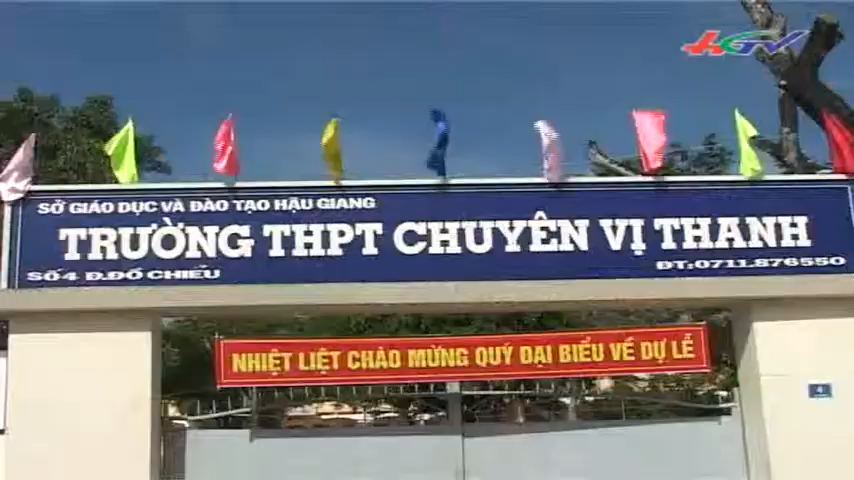 HGV
SỞ GIÁO DỤC VÀ ĐÀO TẠO HẬU GIANG
TRƯỜNG THPT CHUYÊN VỊ THANH
SỐ 4 Đ.ĐỒ CHIỂU
ĐT:0711.876550
NHIỆT LIỆT CHÀO MỪNG QUÝ ĐẠI BIỂU VỀ DỰ LỄ
4